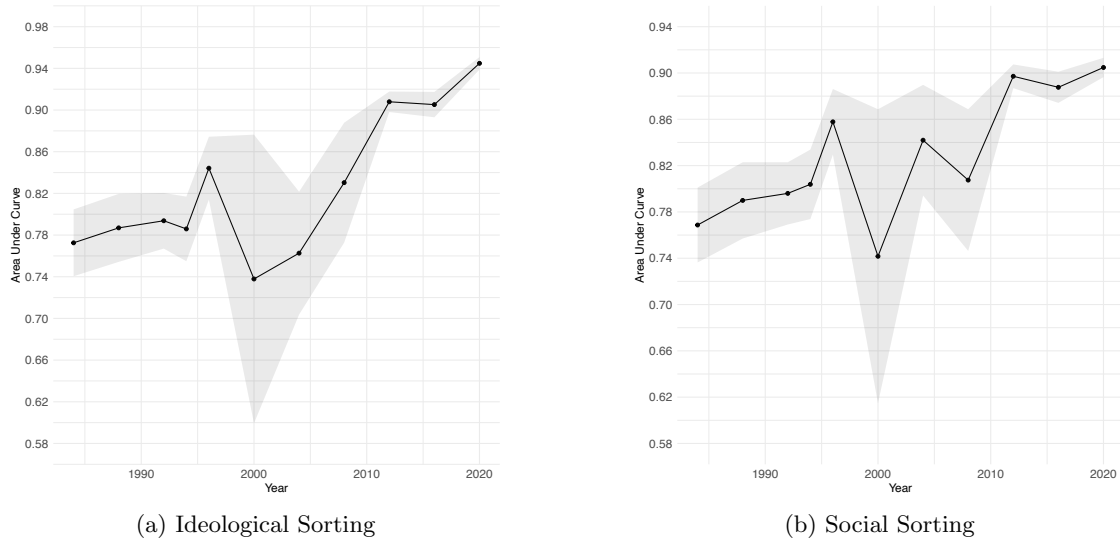 0.98
0.94
0.90
0.86
0.82
0.78
0.74
0.70
0.66
0.62
0.58
Area Under Curve
1990 2000 2010 2020
Year
(a) Ideological Sorting
0.94
0.90
0.86
0.82
0.78
0.74
0.70
0.66
0.62
0.58
Area Under Curve
1990 2000 2010 2020
Year
(b) Social Sorting